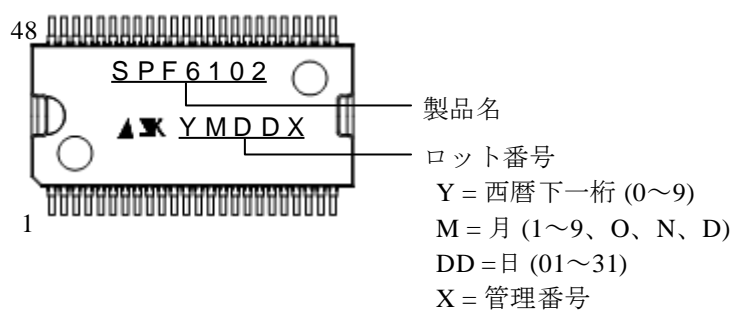 48
SPF6102
製品名
YMDDX
ロット番号
Y = 西暦下一桁 (0～9)
M = 月 (1～9、O、N、D)
DD =日 (01～31)
X = 管理番号
1